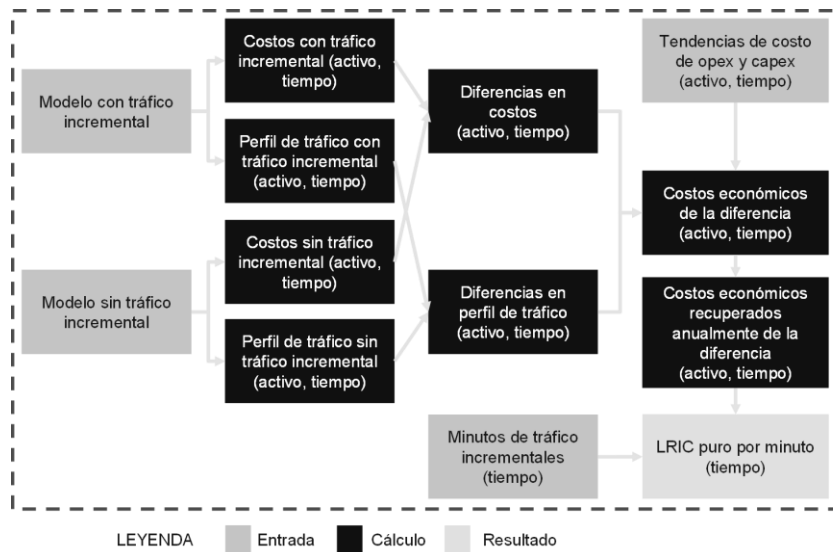 Modelo con tráfico
incremental
Costos con tráfico
incremental (activo,
tiempo)
Perfil de tráfico con
tráfico incremental
(activo, tiempo)
Modelo sin tráfico
incremental
Costos sin tráfico
incremental (activo,
tiempo)
Perfil de tráfico sin
tráfico incremental
(activo, tiempo)
Diferencias en
costos
(activo, tiempo)
Diferencias en
perfil de tráfico
(activo, tiempo)
Tendencias de costo
de opex y capex
(activo, tiempo)
Costos económicos
de la diferencia
(activo, tiempo)
Costos económicos
recuperados
anualmente de la
diferencia
(activo, tiempo)
Minutos de tráfico
incrementales
(tiempo)
LRIC puro por minuto
(tiempo)
LEYENDA
Entrada
Cálculo
Resultado